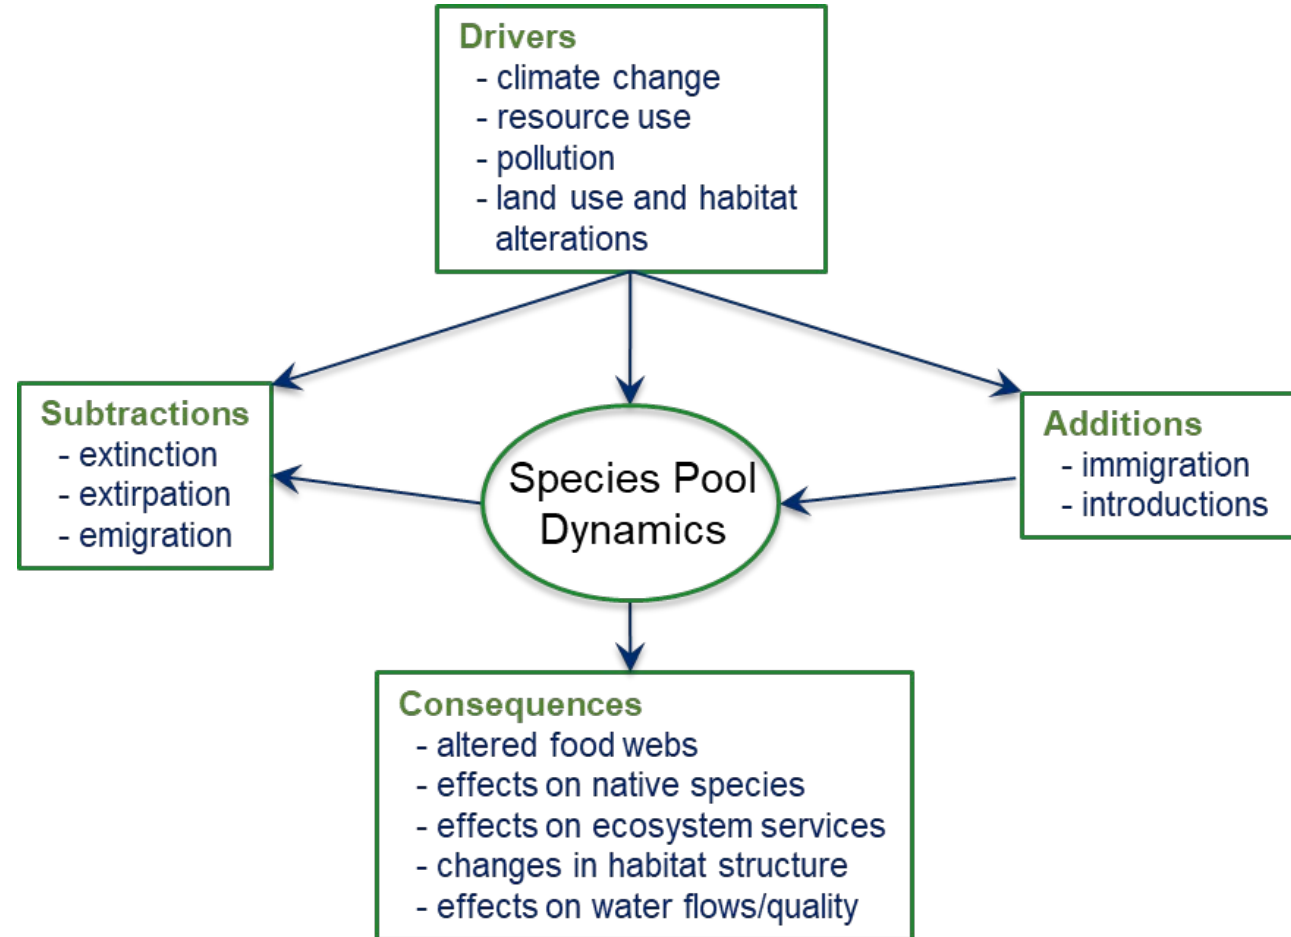 Drivers
- climate change
- resource use
- pollution
- land use and habitat
alterations
Subtractions
- extinction
- extirpation
- emigration
Species Pool
Dynamics
Additions
- immigration
- introductions
Consequences
- altered food webs
- effects on native species
- effects on ecosystem services
- changes in habitat structure
- effects on water flows/quality